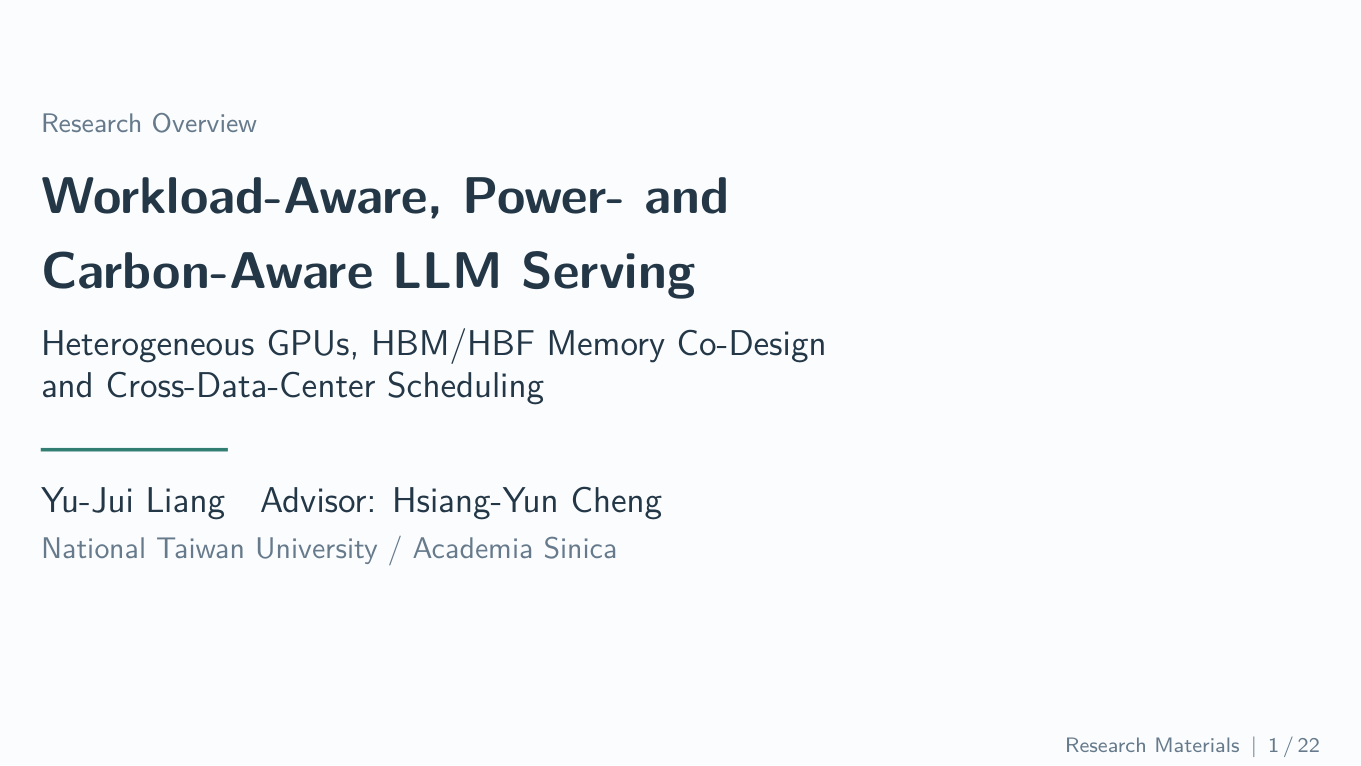 Research Overview
Workload-Aware, Power- and
Carbon-Aware LLM Serving
Heterogeneous GPUs, HBM/HBF Memory Co-Design
and Cross-Data-Center Scheduling
Yu-Jui Liang Advisor: Hsiang-Yun Cheng
National Taiwan University / Academia Sinica
Research Materials | 1 / 22